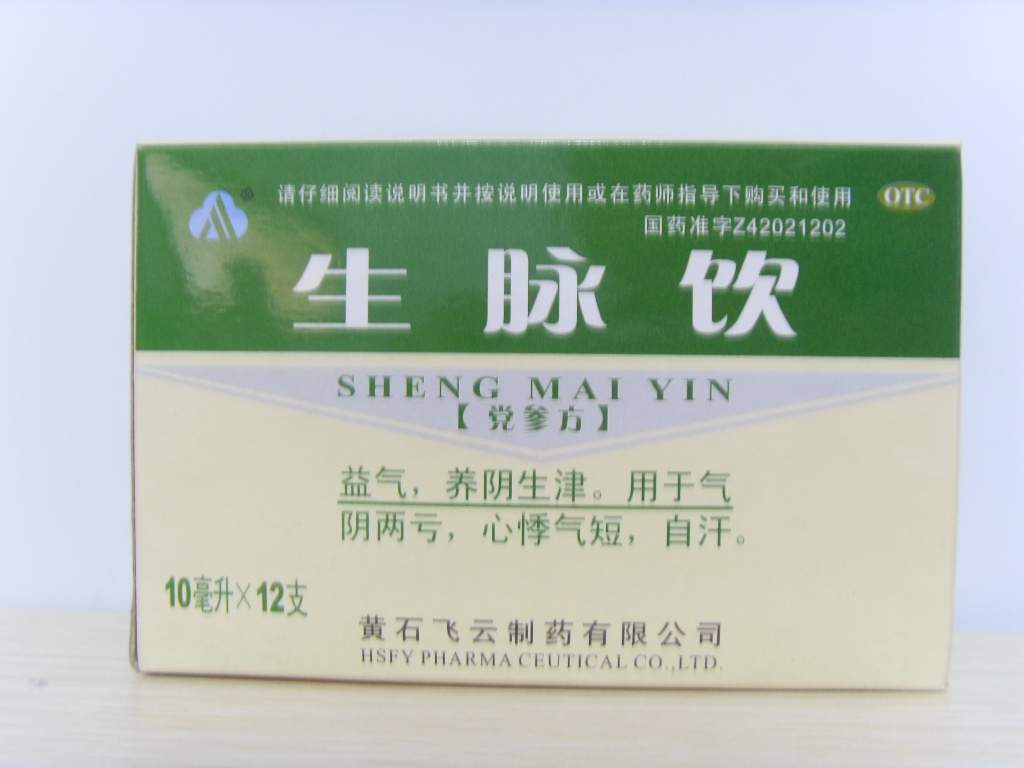 请仔细阅读说明书并按说明使用或在药师指导下购买和使用
OTC
国药准字Z42021202
生脉饮
SHENG MAI YIN
【党参方】
益气，养阴生津。用于气
阴两亏，心悸气短，自汗。
10毫升×12支
黄石飞云制药有限公司
HSFY PHARMACEUTICAL CO.,LTD.